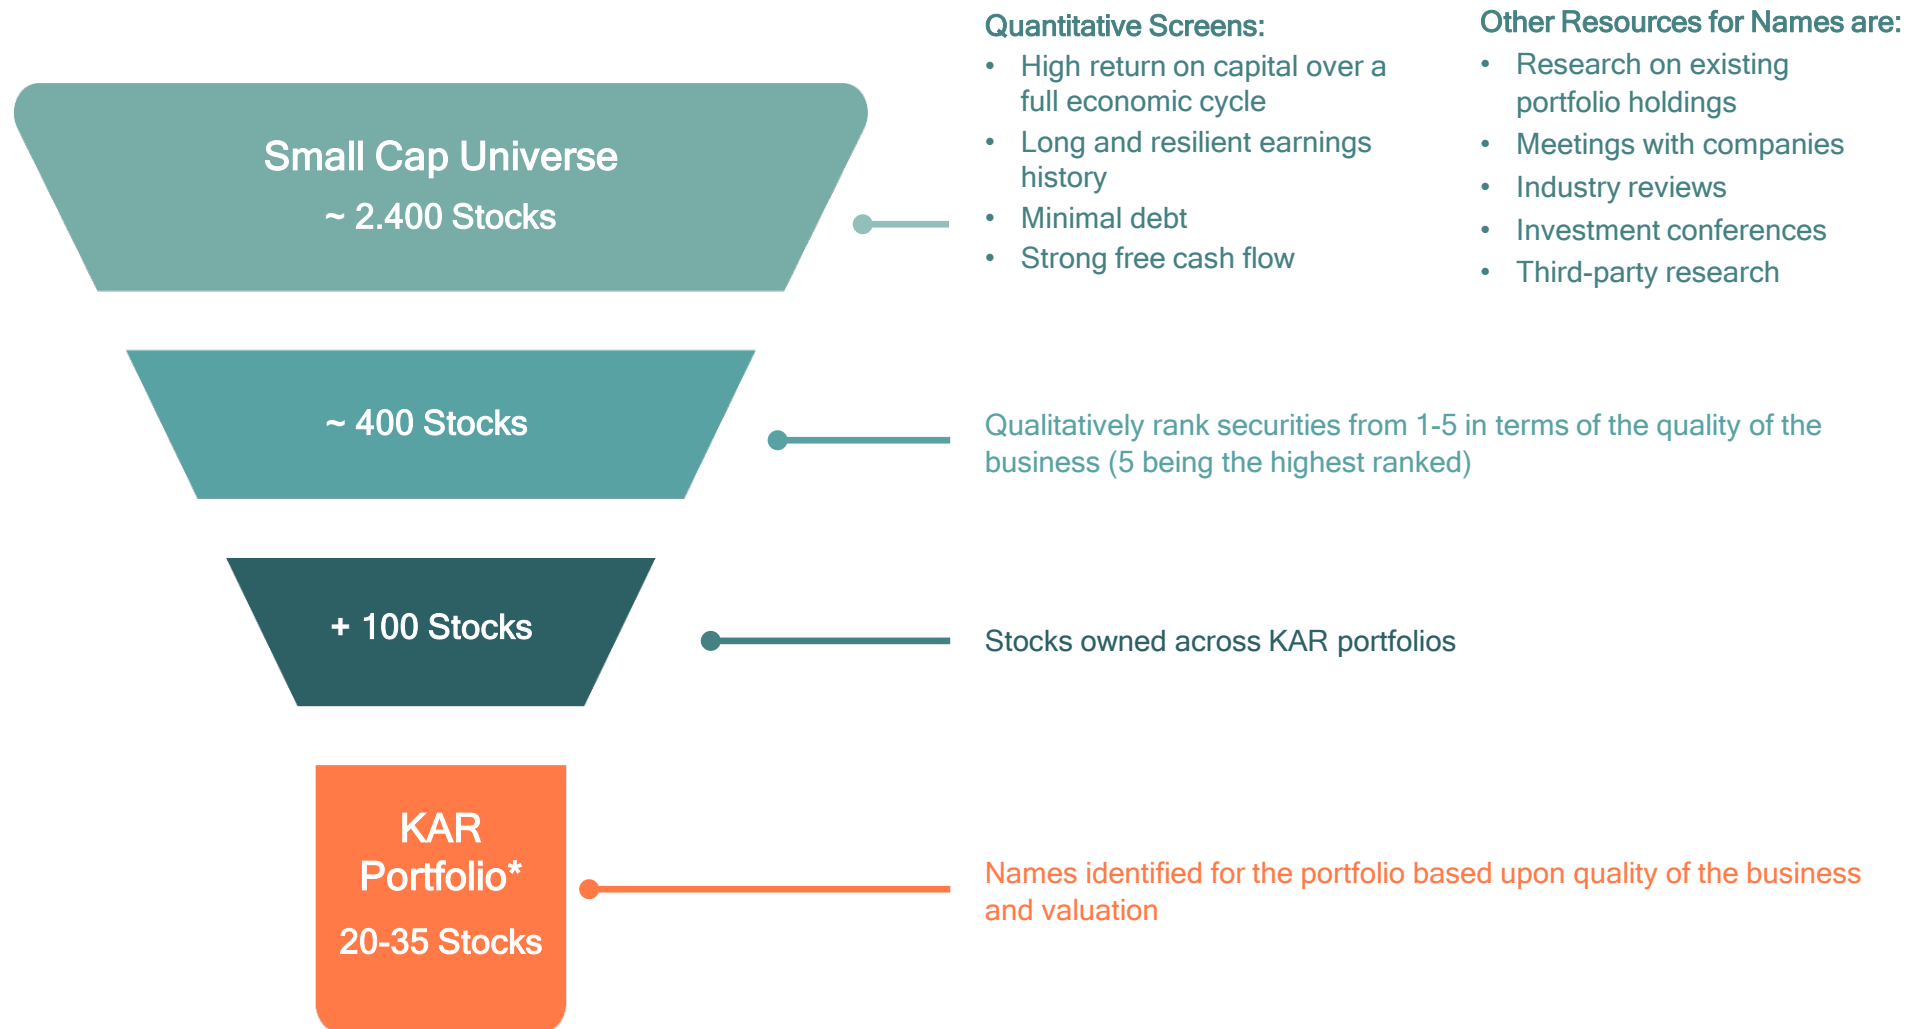 Small Cap Universe
~ 2.400 Stocks
Quantitative Screens:
• High return on capital over a
full economic cycle
• Long and resilient earnings
history
• Minimal debt
• Strong free cash flow
Other Resources for Names are:
• Research on existing
portfolio holdings
• Meetings with companies
• Industry reviews
• Investment conferences
• Third-party research
~ 400 Stocks
Qualitatively rank securities from 1-5 in terms of the quality of the
business (5 being the highest ranked)
+ 100 Stocks
Stocks owned across KAR portfolios
KAR
Portfolio*
20-35 Stocks
Names identified for the portfolio based upon quality of the business
and valuation